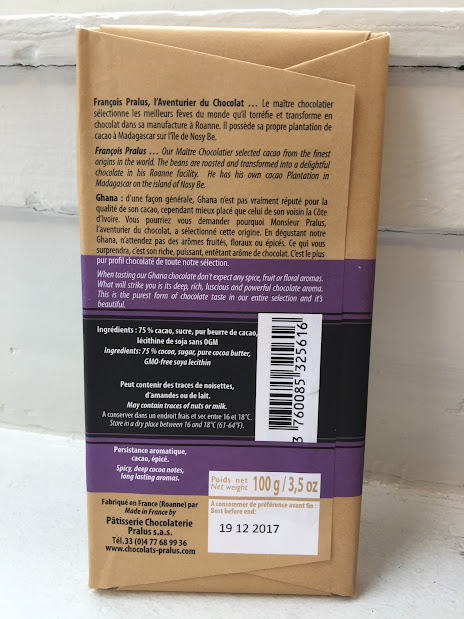 François Pralus, l'Aventurier du Chocolat ... Le maître chocolatier
sélectionne les meilleurs fèves du monde qu'il torréfie et transforme en
chocolat dans sa manufacture à Roanne. Il possède sa propre plantation de
cacao à Madagascar sur l'île de Nosy Be.
François Pralus ... Our Maître Chocolatier selected cacao from the finest
origins in the world. The beans are roasted and transformed into a delightful
chocolate in his Roanne facility. He has his own cacao Plantation in
Madagascar on the island of Nosy Be.
Ghana : d'une façon générale, Ghana n'est pas vraiment réputé pour la
qualité de son cacao, cependant mieux placé que celui de son voisin la Côte
d'Ivoire. Vous pourriez vous demander pourquoi Monsieur Pralus,
l'aventurier du chocolat, a sélectionné cette origine. En dégustant notre
Ghana, n'attendez pas des arômes fruités, floraux ou épicés. Ce qui vous
surprendra, c'est son riche, puissant, entêtant arôme de chocolat. C'est le plus
pur profil chocolaté de toute notre sélection.
When tasting our Ghana chocolate don't expect any spice, fruit or floral aromas.
What will strike you is its deep, rich, luscious and powerful chocolate aroma.
This is the purest form of chocolate taste in our entire selection and it's
beautiful.
Ingrédients : 75 % cacao, sucre, pur beurre de cacao,
lécithine de soja sans OGM
Ingredients: 75 % cacao, sugar, pure cocoa butter,
GMO-free soya lecithin
Peut contenir des traces de noisettes,
d'amandes ou de lait.
May contain traces of nuts or milk.
A conserver dans un endroit frais et sec entre 16 et 18°C.
Store in a dry place between 16 and 18°C (61-64°F).
3 760085 325616
Persistance aromatique,
cacao, épicé.
Spicy, deep cocoa notes,
long lasting aromas.
Poids net
Net weight 100 g / 3,5 oz
Fabriqué en France (Roanne) par
Made in France by
Pâtisserie Chocolaterie
Pralus s.a.s.
Tél.33 (0)4 77 68 99 36
www.chocolats-pralus.com
A consommer de préférence avant fin :
Best before end:
19 12 2017